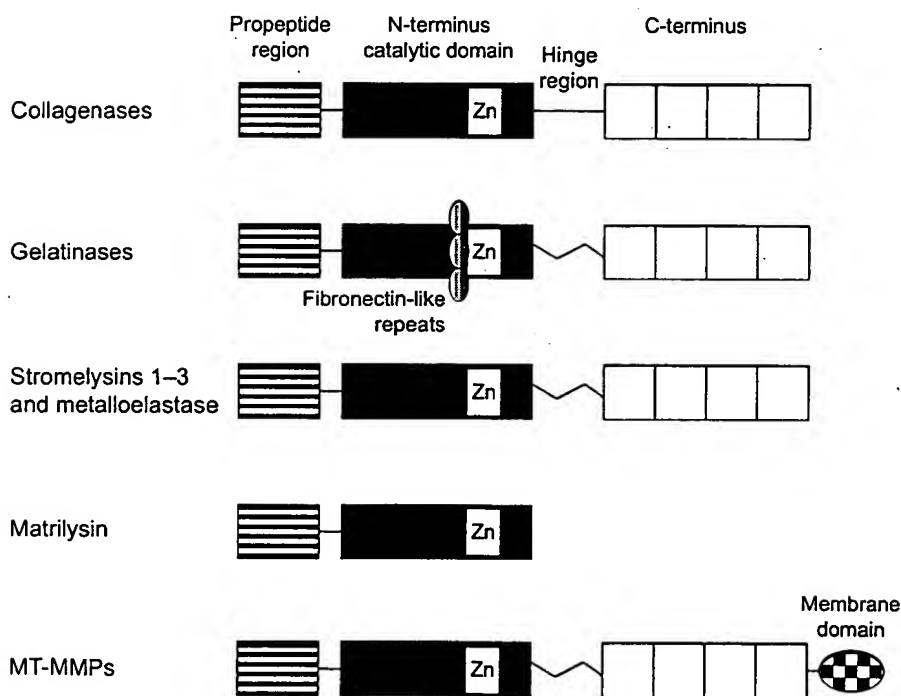 Propeptide
region
N-terminus
catalytic domain
Hinge
region
C-terminus
Collagenases
Zn
Gelatinases
Zn
Fibronectin-like
repeats
Stromelysins 1–3
and metalloelastase
Zn
Matrilysin
Zn
Membrane
domain
MT-MMPs
Zn